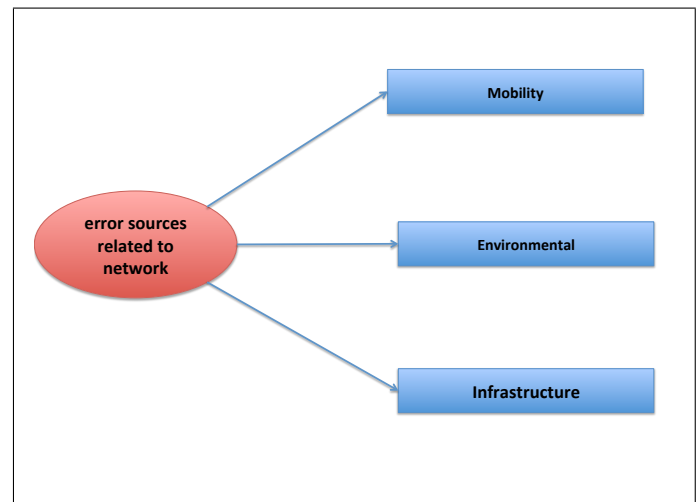 Mobility
error sources
related to
network
Environmental
Infrastructure